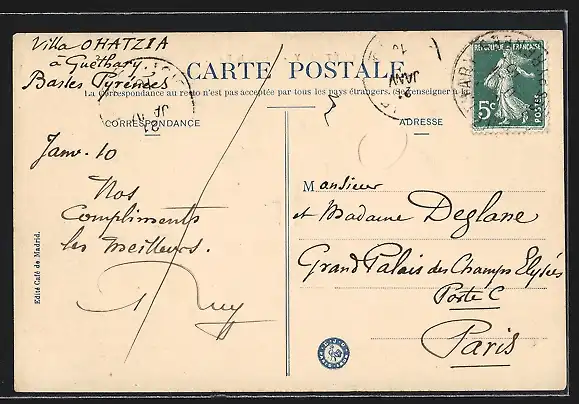 Villa OHATZIA
à Guéthary.
Basses Pyrénées
CARTE POSTALE
La Correspondance au recto n'est pas acceptée par tous les pays étrangers. (Se renseigner à
CORRESPONDANCE
ADRESSE
RÉPUBLIQUE FRANÇAISE
5c
POSTES
JANV
Janv. 10
Nos
compliments
les meilleurs.
Monsieur
et Madame Deglane
Grand Palais des Champs Elysées
Porte C
Paris
Edité Café de Madrid.